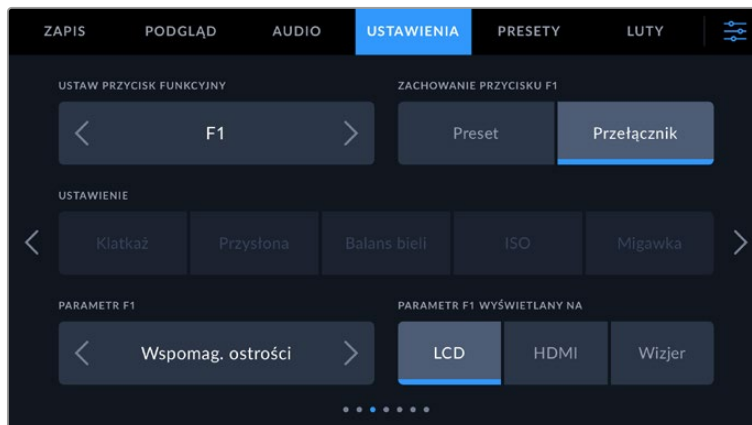 ZAPIS PODGLĄD AUDIO USTAWIENIA PRESETY LUTY
USTAW PRZYCISK FUNKCYJNY ZACHOWANIE PRZYCISKU F1
F1 Preset Przełącznik
USTAWIENIE
Klatkaż Przysłona Balans bieli ISO Migawka
PARAMETR F1 PARAMETR F1 WYŚWIETLANY NA
Wspomag. ostrości LCD HDMI Wizjer